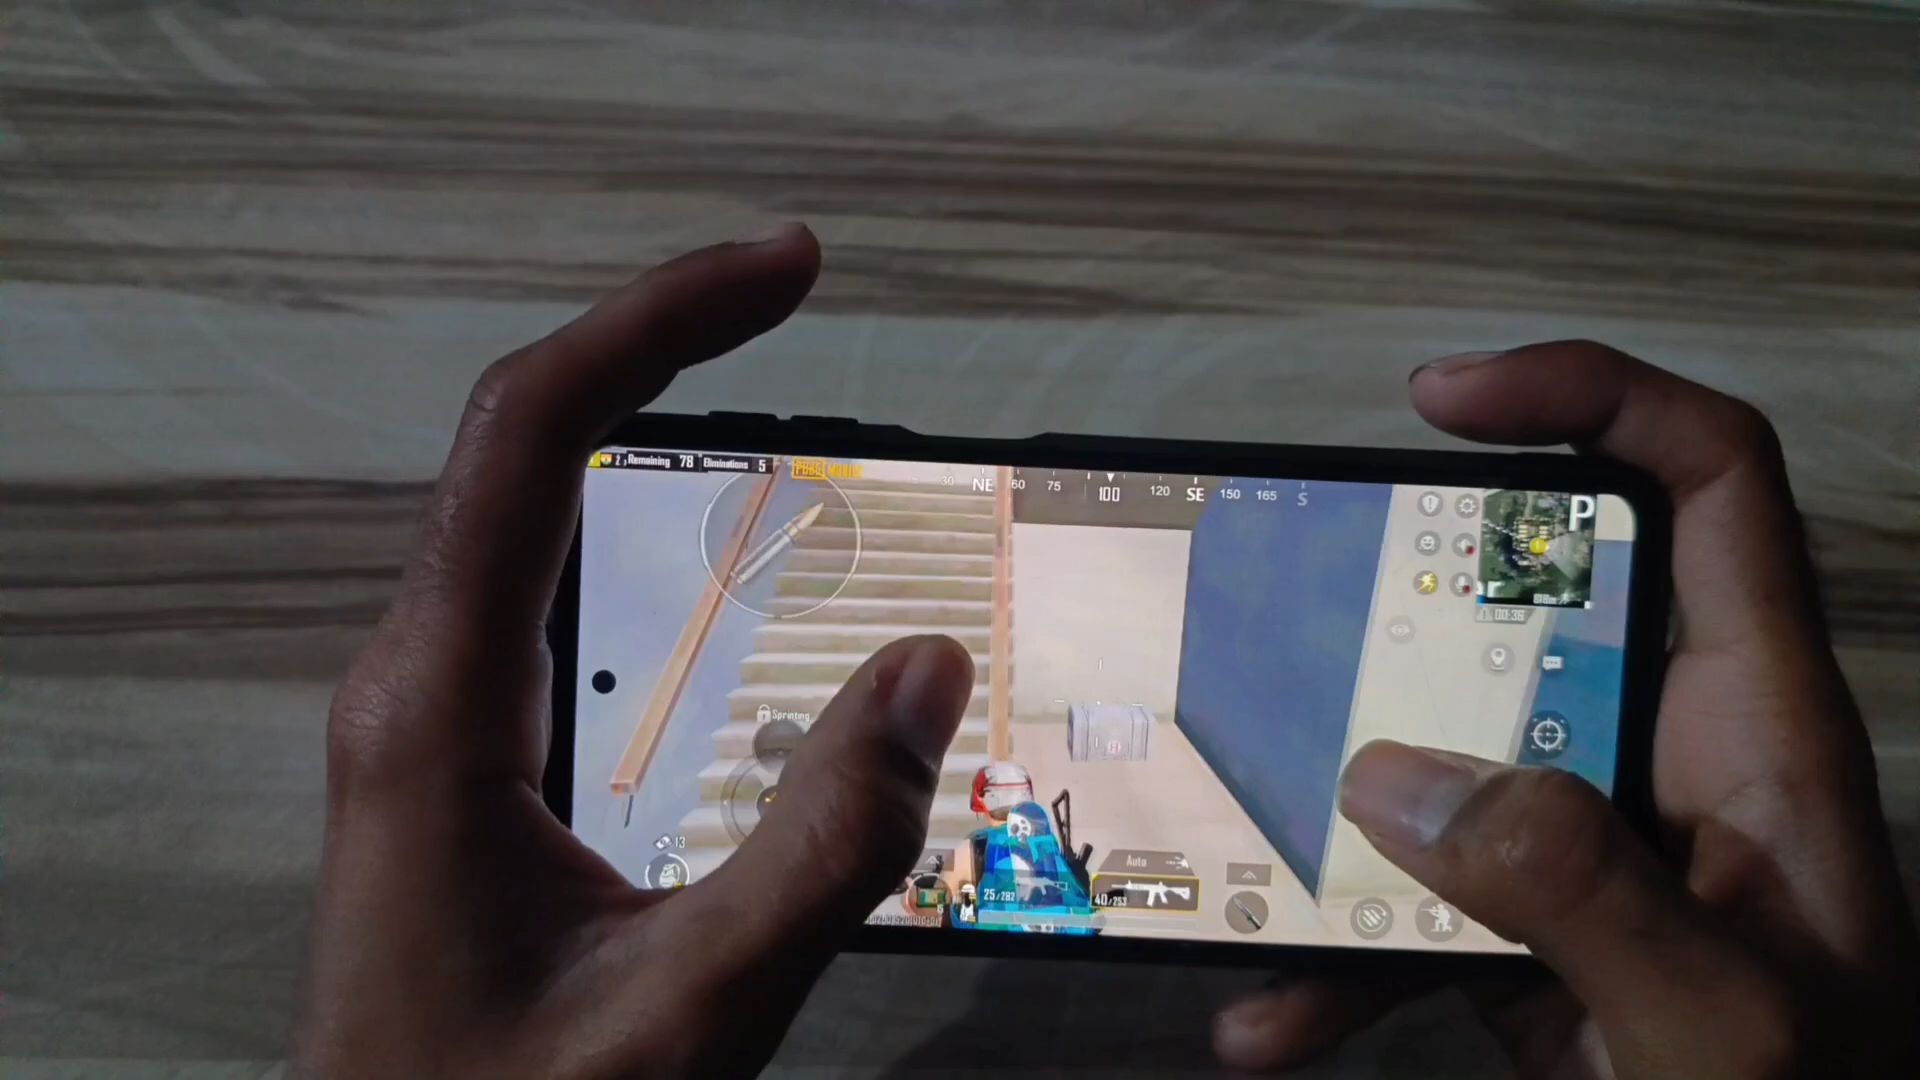 2
Remaining 78
Eliminations 5
PUBG MOBILE
30 NE 60 75 100 120 SE 150 165 S
P
00:36
Sprinting
13
Auto
25/282
40/253
6